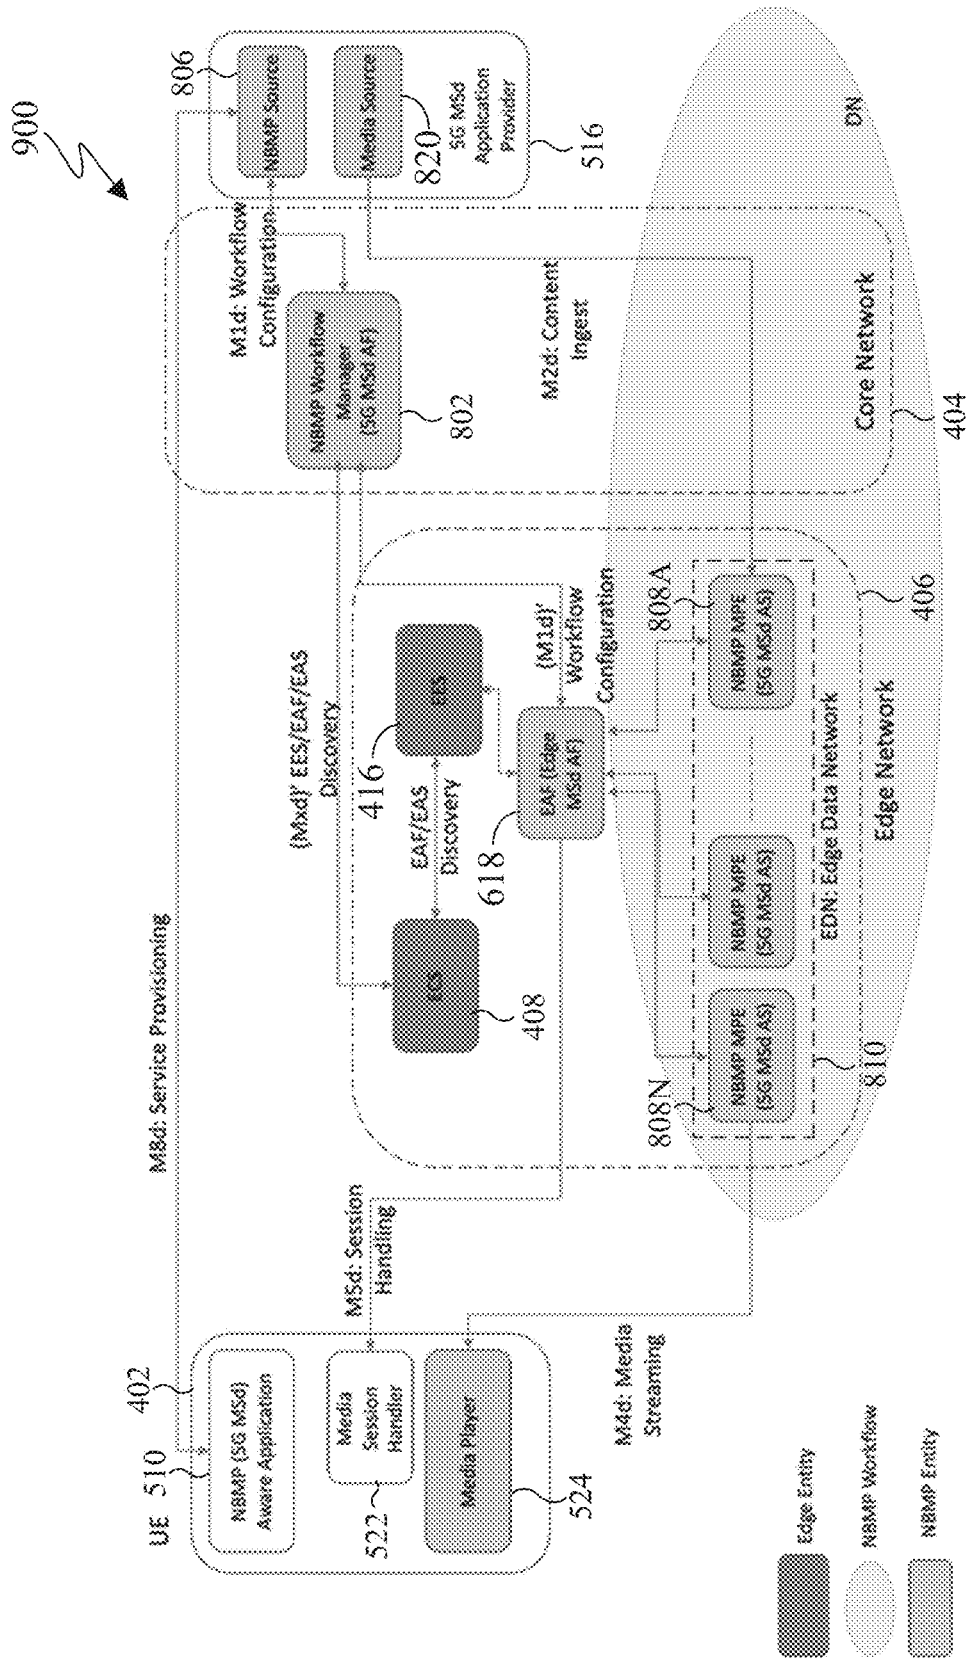 900
UE
510
402
NBMP (5G MSd)
Aware Application
522
Media
Session
Handler
Media Player
524
M8d: Service Provisioning
M5d: Session
Handling
M4d: Media
Streaming
(Mxd)' EES/EAF/EAS
Discovery
ECS
408
EAF/EAS
Discovery
416
EES
618
EAF (Edge
MSd AF)
(M1d)'
Workflow
Configuration
808N
NBMP MPE
(5G MSd AS)
NBMP MPE
(5G MSd AS)
808A
NBMP MPE
(5G MSd AS)
EDN: Edge Data Network
810
Edge Network
406
NBMP Workflow
Manager
(5G MSd AF)
802
M1d: Workflow
Configuration
M2d: Content
Ingest
Core Network
404
806
NBMP Source
Media Source
820
5G MSd
Application
Provider
516
DN
Edge Entity
NBMP Workflow
NBMP Entity